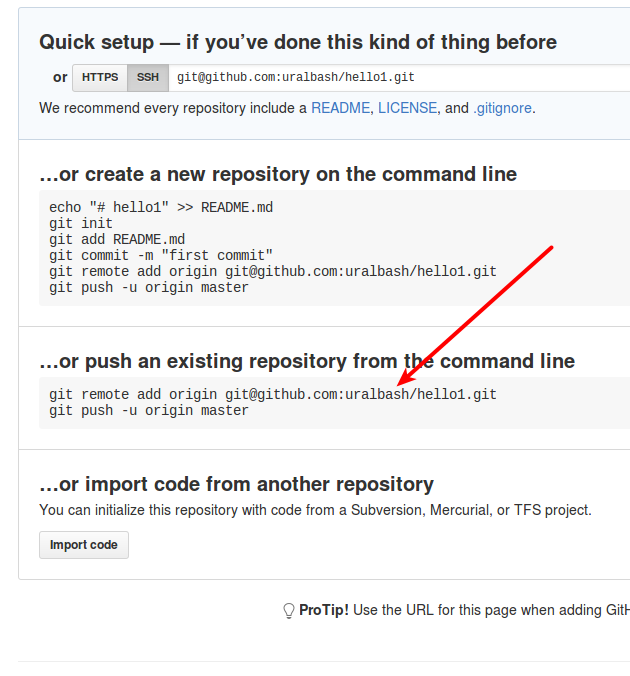 Quick setup — if you’ve done this kind of thing before
or HTTPS SSH git@github.com:uralbash/hello1.git
We recommend every repository include a README, LICENSE, and .gitignore.
…or create a new repository on the command line
echo "# hello1" >> README.md
git init
git add README.md
git commit -m "first commit"
git remote add origin git@github.com:uralbash/hello1.git
git push -u origin master
…or push an existing repository from the command line
git remote add origin git@github.com:uralbash/hello1.git
git push -u origin master
…or import code from another repository
You can initialize this repository with code from a Subversion, Mercurial, or TFS project.
Import code
ProTip! Use the URL for this page when adding GitH